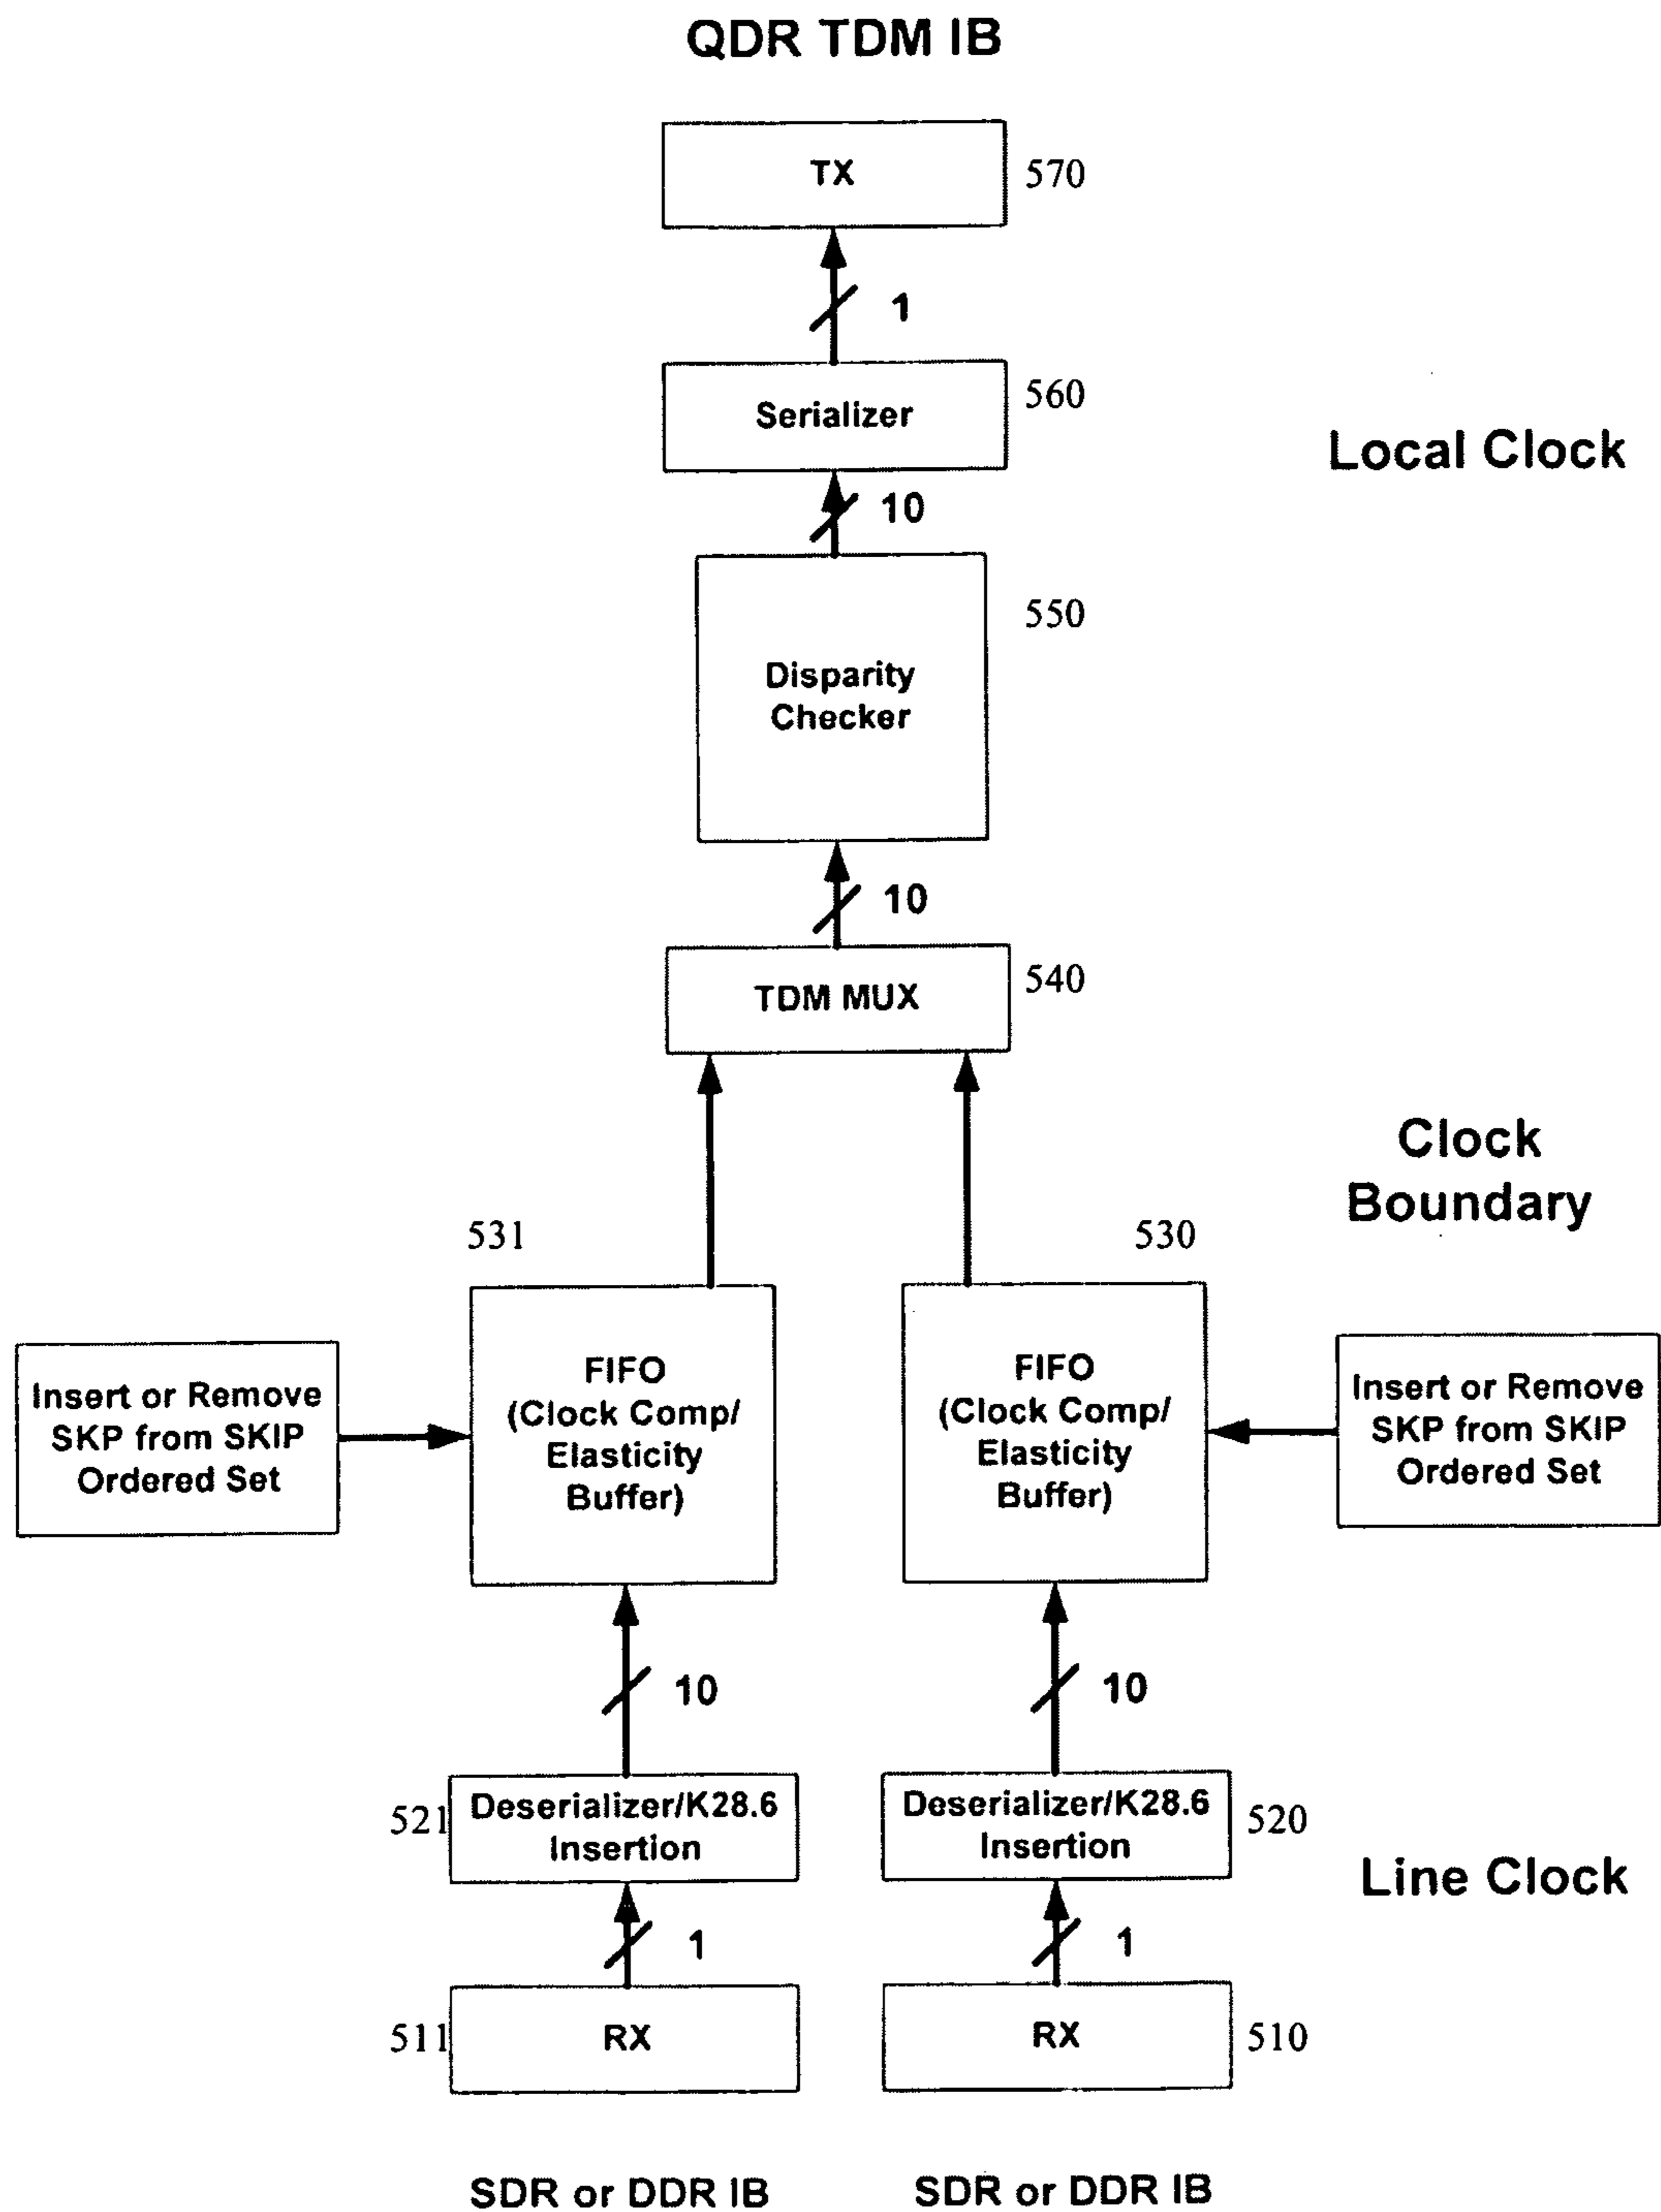 QDR TDM IB
TX
570
1
Serializer
560
Local Clock
10
Disparity
Checker
550
10
TDM MUX
540
Clock
Boundary
531
530
Insert or Remove
SKP from SKIP
Ordered Set
FIFO
(Clock Comp/
Elasticity
Buffer)
FIFO
(Clock Comp/
Elasticity
Buffer)
Insert or Remove
SKP from SKIP
Ordered Set
10
10
521
Deserializer/K28.6
Insertion
Deserializer/K28.6
Insertion
520
Line Clock
1
1
511
RX
RX
510
SDR or DDR IB
SDR or DDR IB